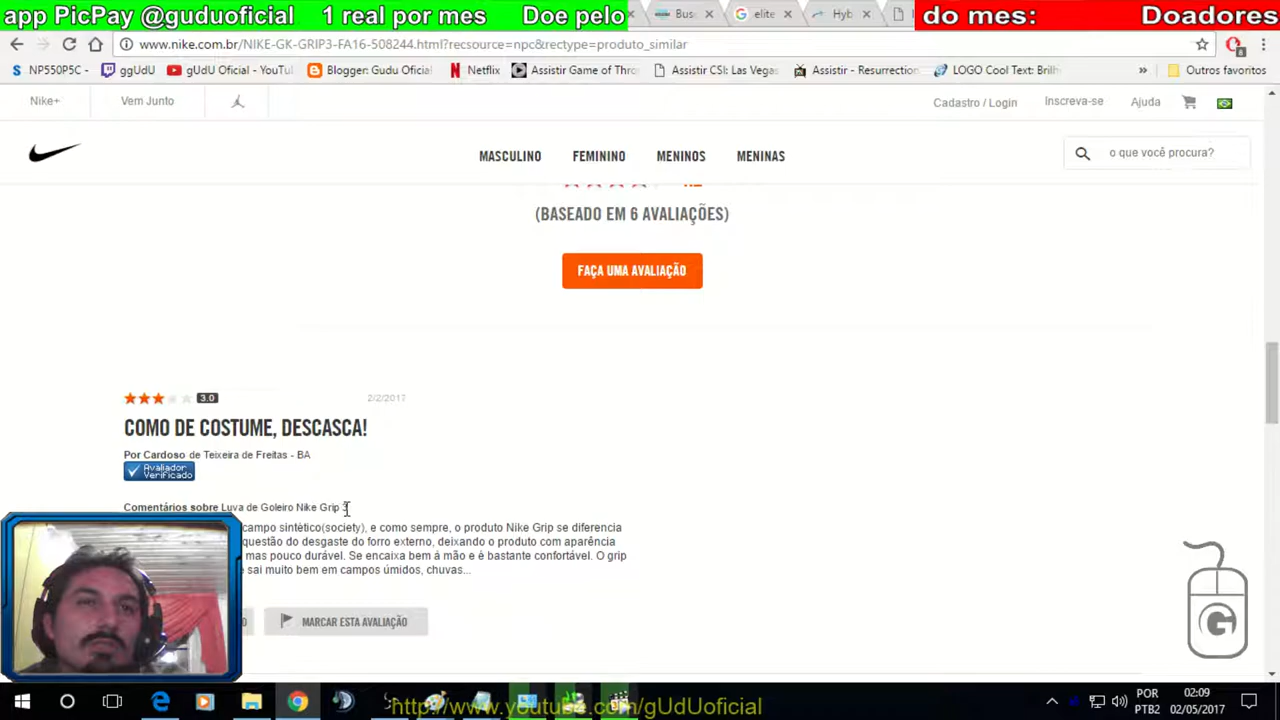 app PicPay @guduoficial 1 real por mes Doe pelo
do mes: Doadores
Bus
elite
Hyb
www.nike.com.br/NIKE-GK-GRIP3-FA16-508244.html?recsource=npc&rectype=produto_similar
NP550P5C - ggUdU gUdU Oficial - YouTu Blogger: Gudu Oficial Netflix Assistir Game of Thro Assistir CSI: Las Vegas Assistir - Resurrection LOGO Cool Text: Brilh » Outros favoritos
Nike+ Vem Junto Cadastro / Login Inscreva-se Ajuda
MASCULINO FEMININO MENINOS MENINAS o que você procura?
(BASEADO EM 6 AVALIAÇÕES)
FAÇA UMA AVALIAÇÃO
3.0 2/2/2017
COMO DE COSTUME, DESCASCA!
Por Cardoso de Teixeira de Freitas - BA
Avaliador Verificado
Comentários sobre Luva de Goleiro Nike Grip 3
campo sintético(society), e como sempre, o produto Nike Grip se diferencia
questão do desgaste do forro externo, deixando o produto com aparência
mas pouco durável. Se encaixa bem á mão e é bastante confortável. O grip
sai muito bem em campos úmidos, chuvas...
MARCAR ESTA AVALIAÇÃO
G
http://www.youtube.com/gUdUoficial
POR
PTB2
02:09
02/05/2017